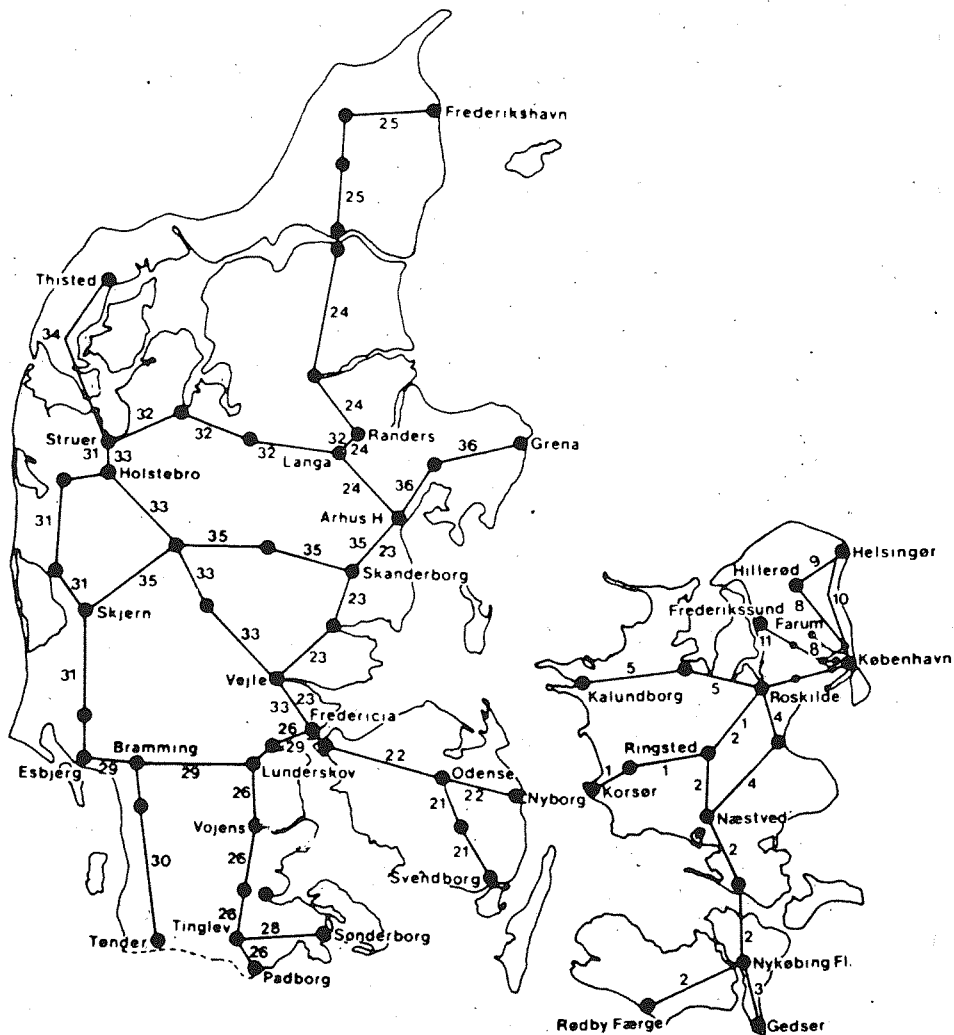 Frederikshavn
25
25
Thisted
34
24
24
32
Struer
31
33
32
32
32
24
Randers
Langa
24
36
Grena
36
Holstebro
31
33
Arhus H
35
23
35
35
Skanderborg
31
35
33
23
Skjern
33
23
31
Vejle
33
23
Fredericia
26
29
22
Bramming
Esbjerg
29
29
Lunderskov
Odense
22
Nyborg
21
26
Vojens
21
26
Svendborg
30
26
Tinglev
28
Sønderborg
Tønder
26
Padborg
Helsingør
9
Hillerød
10
8
Frederikssund
Farum
11
8
København
5
5
Kalundborg
Roskilde
1
4
2
Ringsted
1
1
2
4
Korsør
Næstved
2
2
Nykøbing Fl.
2
3
Rødby Færge
Gedser